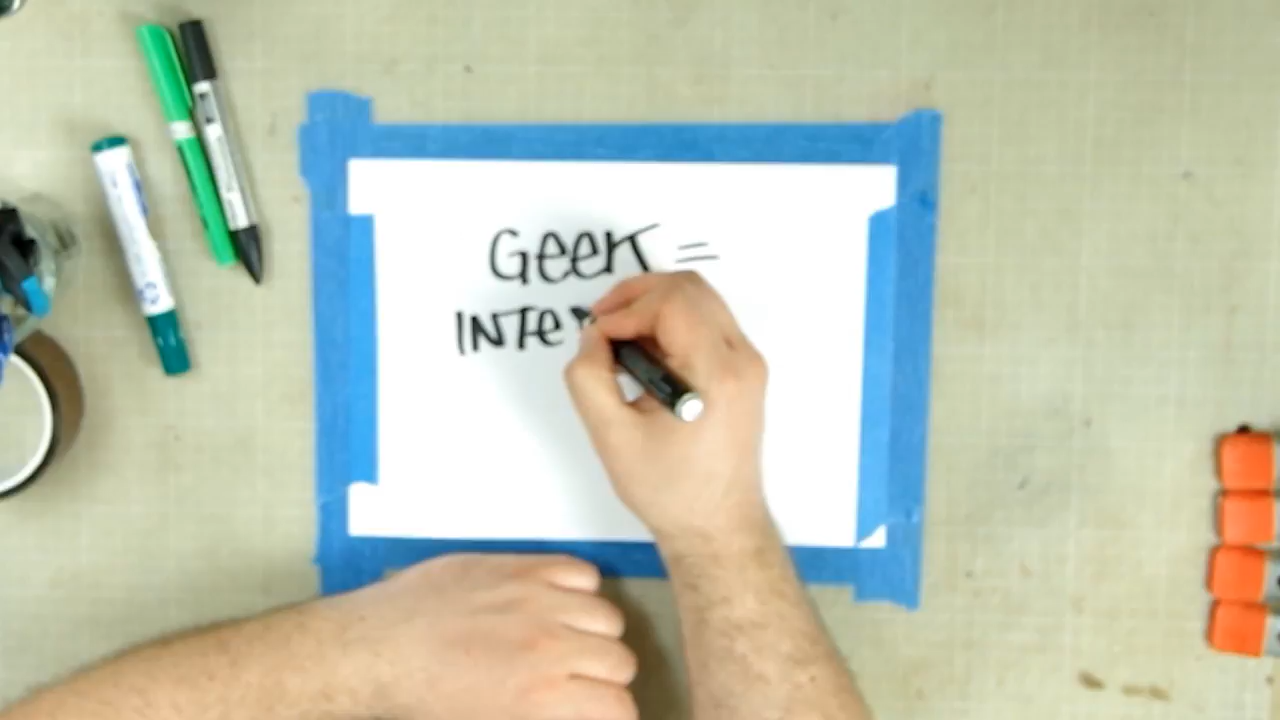 GeeK =
INTe